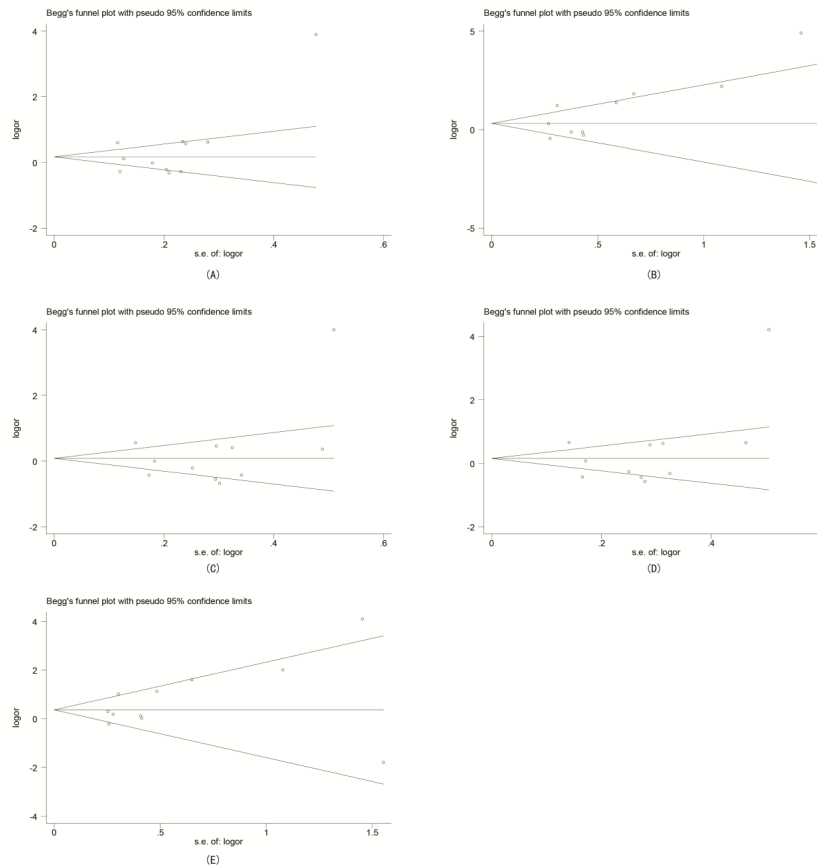 Begg's funnel plot with pseudo 95% confidence limits
logor
4
2
0
-2
0
.2
.4
.6
s.e. of: logor
(A)
Begg's funnel plot with pseudo 95% confidence limits
logor
5
0
-5
0
.5
1
1.5
s.e. of: logor
(B)
Begg's funnel plot with pseudo 95% confidence limits
logor
4
2
0
-2
0
.2
.4
.6
s.e. of: logor
(C)
Begg's funnel plot with pseudo 95% confidence limits
logor
4
2
0
-2
0
.2
.4
s.e. of: logor
(D)
Begg's funnel plot with pseudo 95% confidence limits
logor
4
2
0
-2
-4
0
.5
1
1.5
s.e. of: logor
(E)